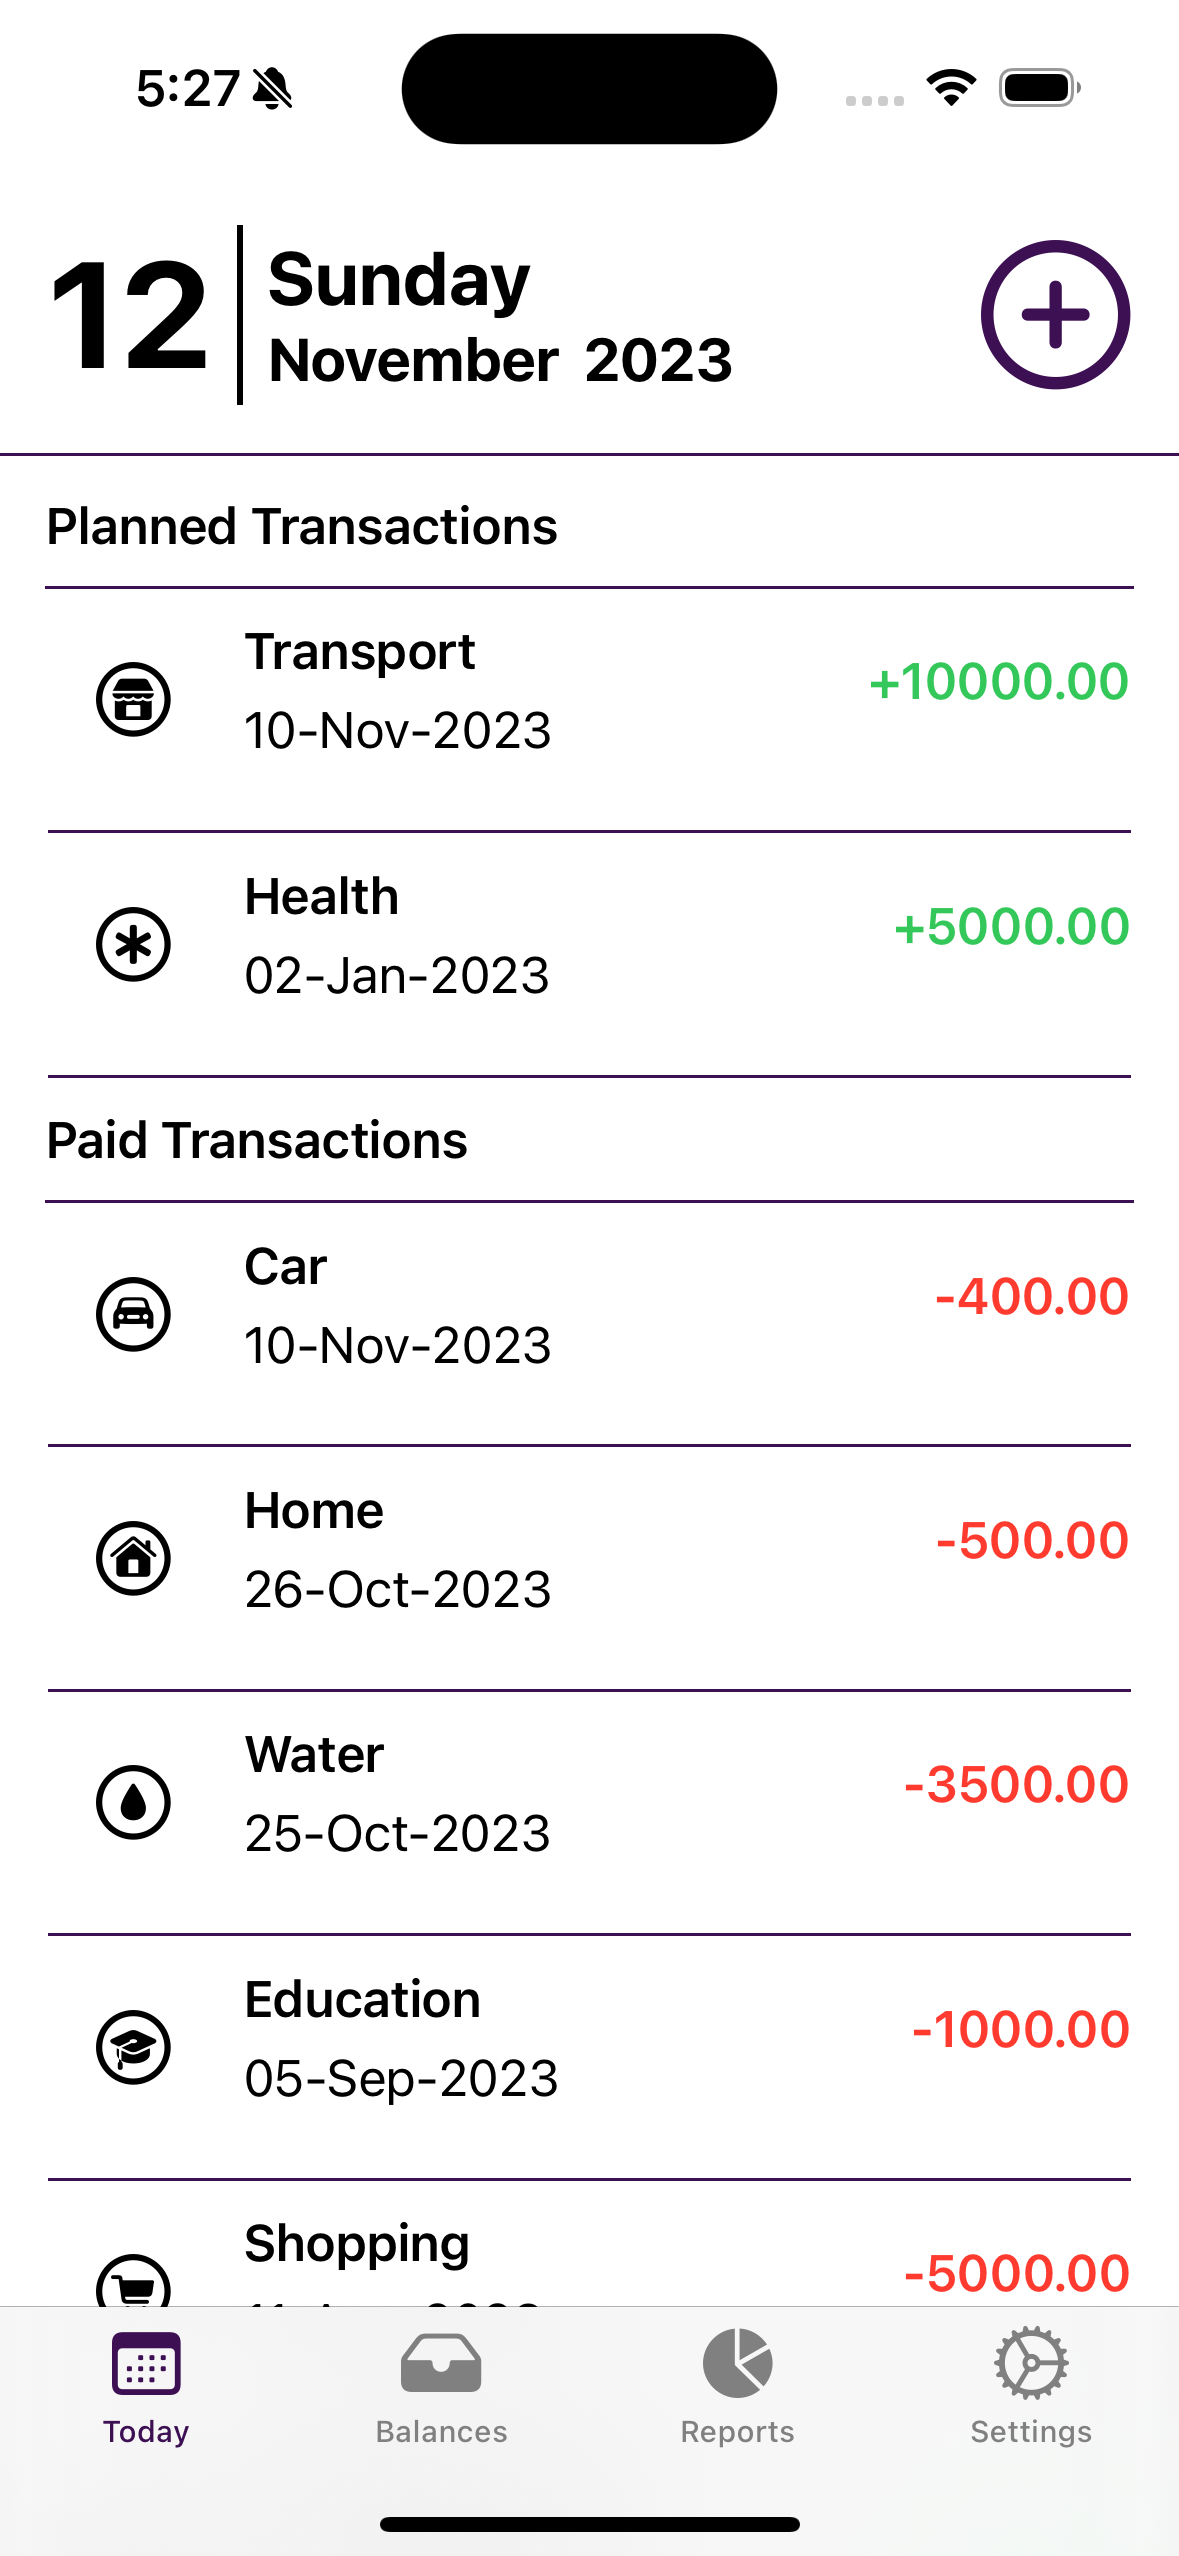 5:27
12
Sunday
November 2023
Planned Transactions
Transport
+10000.00
10-Nov-2023
Health
+5000.00
02-Jan-2023
Paid Transactions
Car
-400.00
10-Nov-2023
Home
-500.00
26-Oct-2023
Water
-3500.00
25-Oct-2023
Education
-1000.00
05-Sep-2023
Shopping
-5000.00
Today
Balances
Reports
Settings